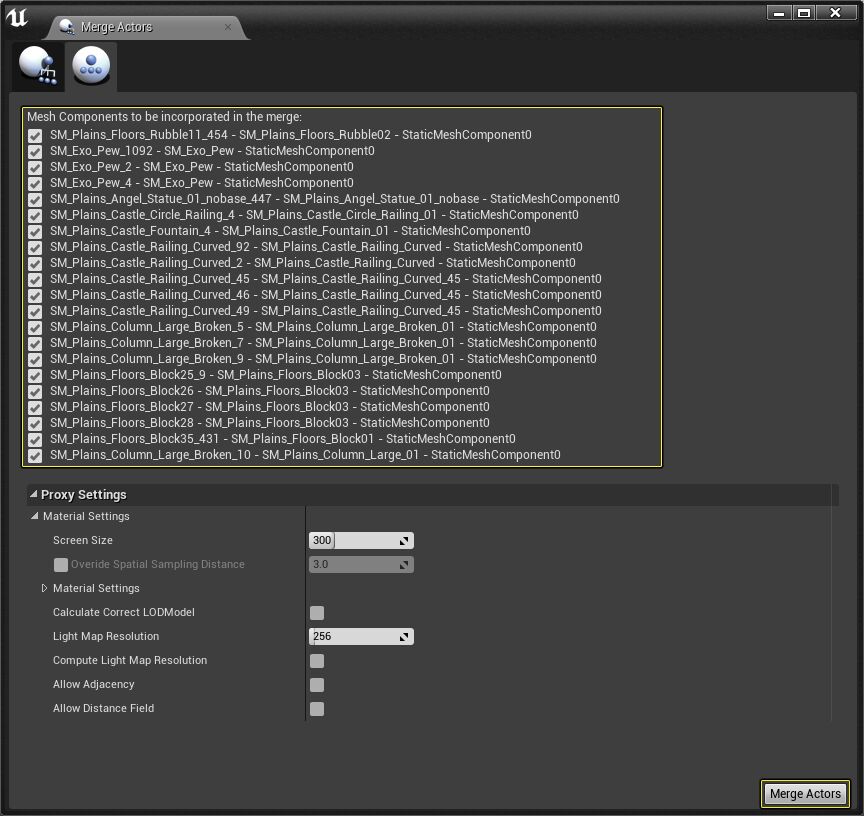 Merge Actors
Mesh Components to be incorporated in the merge:
SM_Plains_Floors_Rubble11_454 - SM_Plains_Floors_Rubble02 - StaticMeshComponent0
SM_Exo_Pew_1092 - SM_Exo_Pew - StaticMeshComponent0
SM_Exo_Pew_2 - SM_Exo_Pew - StaticMeshComponent0
SM_Exo_Pew_4 - SM_Exo_Pew - StaticMeshComponent0
SM_Plains_Angel_Statue_01_nobase_447 - SM_Plains_Angel_Statue_01_nobase - StaticMeshComponent0
SM_Plains_Castle_Circle_Railing_4 - SM_Plains_Castle_Circle_Railing_01 - StaticMeshComponent0
SM_Plains_Castle_Fountain_4 - SM_Plains_Castle_Fountain_01 - StaticMeshComponent0
SM_Plains_Castle_Railing_Curved_92 - SM_Plains_Castle_Railing_Curved - StaticMeshComponent0
SM_Plains_Castle_Railing_Curved_2 - SM_Plains_Castle_Railing_Curved - StaticMeshComponent0
SM_Plains_Castle_Railing_Curved_45 - SM_Plains_Castle_Railing_Curved_45 - StaticMeshComponent0
SM_Plains_Castle_Railing_Curved_46 - SM_Plains_Castle_Railing_Curved_45 - StaticMeshComponent0
SM_Plains_Castle_Railing_Curved_49 - SM_Plains_Castle_Railing_Curved_45 - StaticMeshComponent0
SM_Plains_Column_Large_Broken_5 - SM_Plains_Column_Large_Broken_01 - StaticMeshComponent0
SM_Plains_Column_Large_Broken_7 - SM_Plains_Column_Large_Broken_01 - StaticMeshComponent0
SM_Plains_Column_Large_Broken_9 - SM_Plains_Column_Large_Broken_01 - StaticMeshComponent0
SM_Plains_Floors_Block25_9 - SM_Plains_Floors_Block03 - StaticMeshComponent0
SM_Plains_Floors_Block26 - SM_Plains_Floors_Block03 - StaticMeshComponent0
SM_Plains_Floors_Block27 - SM_Plains_Floors_Block03 - StaticMeshComponent0
SM_Plains_Floors_Block28 - SM_Plains_Floors_Block03 - StaticMeshComponent0
SM_Plains_Floors_Block35_431 - SM_Plains_Floors_Block01 - StaticMeshComponent0
SM_Plains_Column_Large_Broken_10 - SM_Plains_Column_Large_01 - StaticMeshComponent0
Proxy Settings
Material Settings
Screen Size 300
Overide Spatial Sampling Distance 3.0
Material Settings
Calculate Correct LODModel
Light Map Resolution 256
Compute Light Map Resolution
Allow Adjacency
Allow Distance Field
Merge Actors